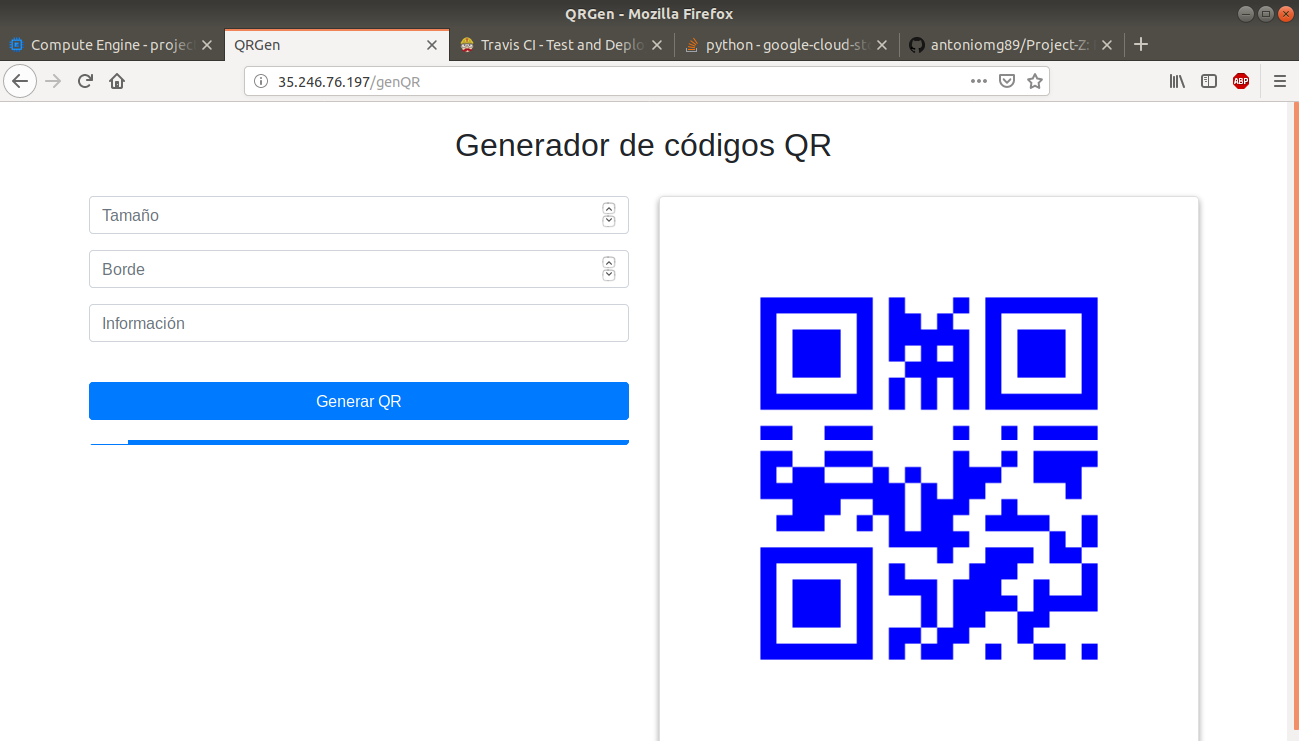 QRGen - Mozilla Firefox
Compute Engine - projec
QRGen
Travis CI - Test and Deplo
python - google-cloud-st
antoniomg89/Project-Z:
35.246.76.197/genQR
ABP
Generador de códigos QR
Tamaño
Borde
Información
Generar QR